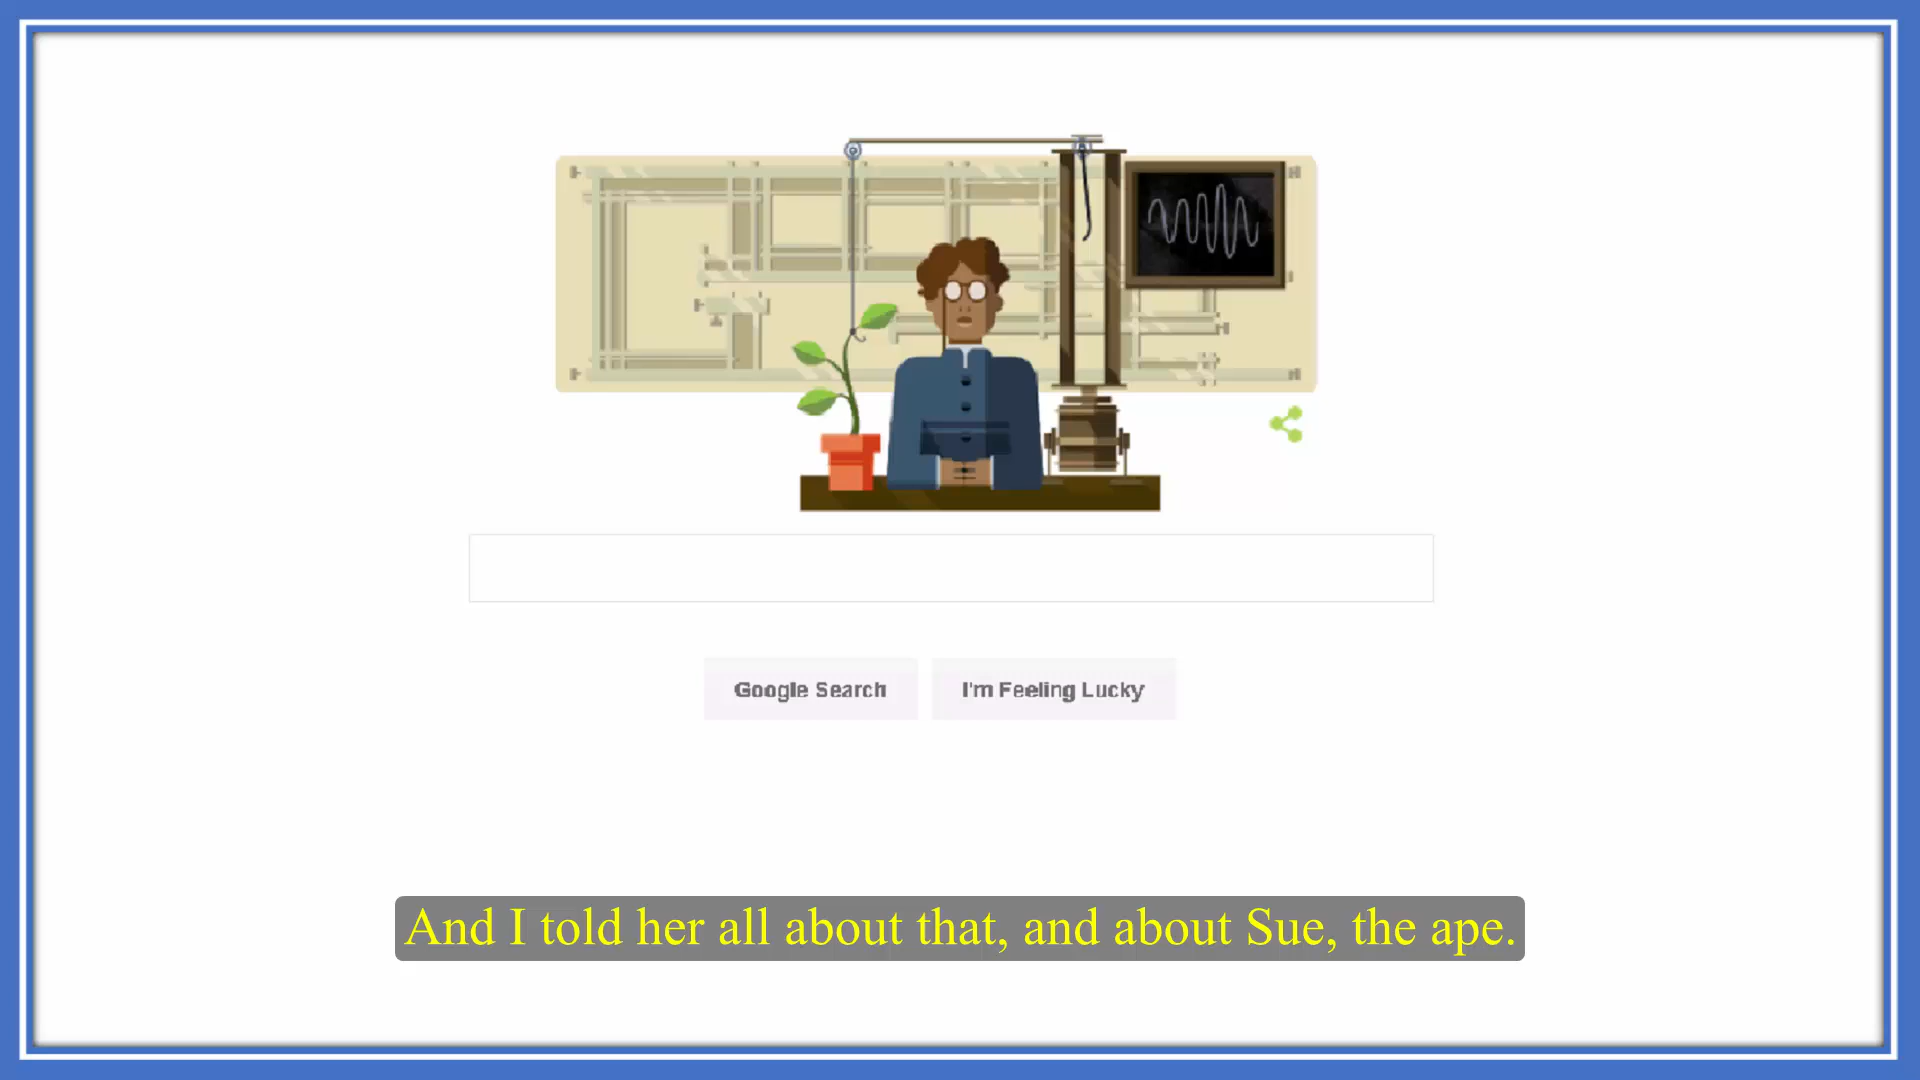 Google Search
I'm Feeling Lucky
And I told her all about that, and about Sue, the ape.